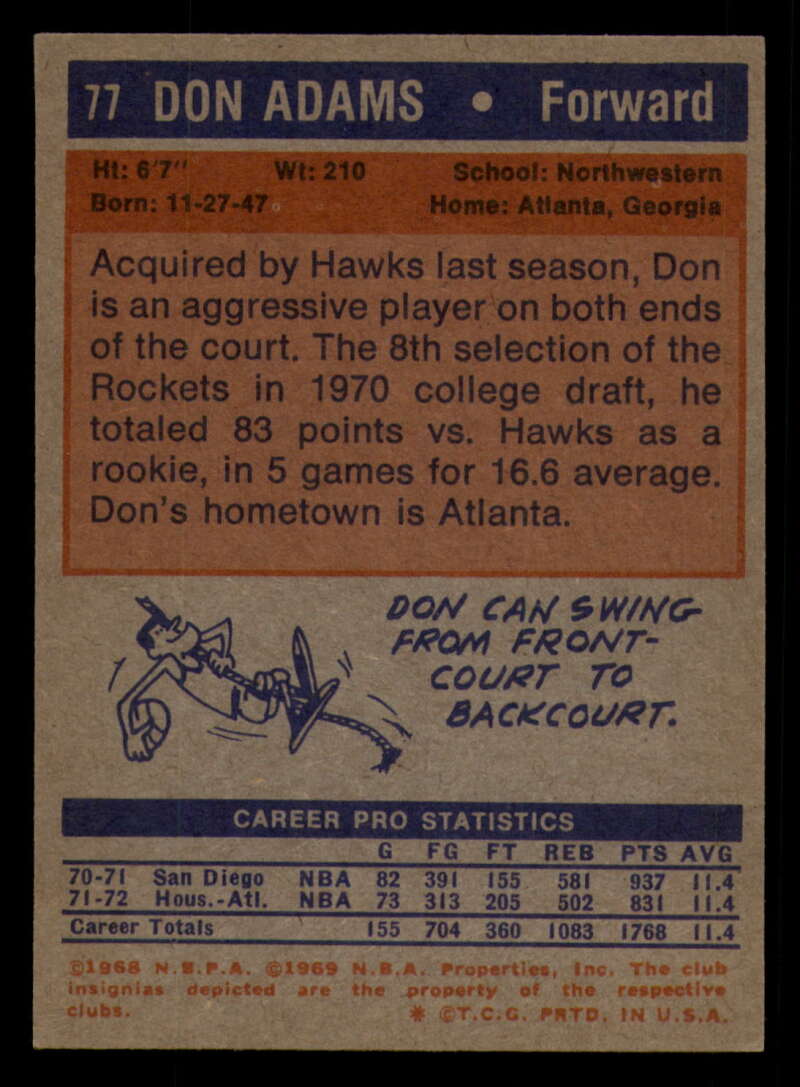 77 DON ADAMS • Forward
Ht: 6'7" Wt: 210 School: Northwestern
Born: 11-27-47 Home: Atlanta, Georgia
Acquired by Hawks last season, Don
is an aggressive player on both ends
of the court. The 8th selection of the
Rockets in 1970 college draft, he
totaled 83 points vs. Hawks as a
rookie, in 5 games for 16.6 average.
Don's hometown is Atlanta.
DON CAN SWING
FROM FRONT-
COURT TO
BACKCOURT.
CAREER PRO STATISTICS
G FG FT REB PTS AVG
70-71 San Diego NBA 82 391 155 581 937 11.4
71-72 Hous.-Atl. NBA 73 313 205 502 831 11.4
Career Totals 155 704 360 1083 1768 11.4
©1968 N.B.P.A. ©1969 N.B.A. Properties, Inc. The club
insignias depicted are the property of the respective
clubs. * ©T.C.G. PRTD. IN U.S.A.